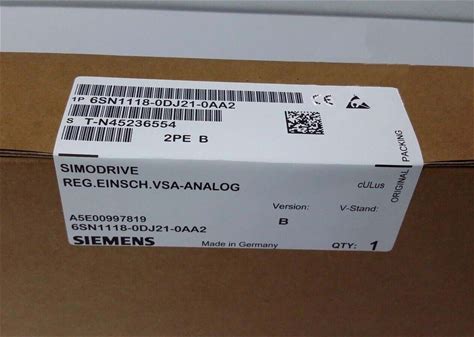 1P 6SN1118-0DJ21-0AA2
S T-N45236554
2PE B
SIMODRIVE
REG.EINSCH.VSA-ANALOG
cULus
Version: V-Stand:
B
A5E00997819
6SN1118-0DJ21-0AA2
SIEMENS Made in Germany QTY: 1
ORIGINAL PACKING